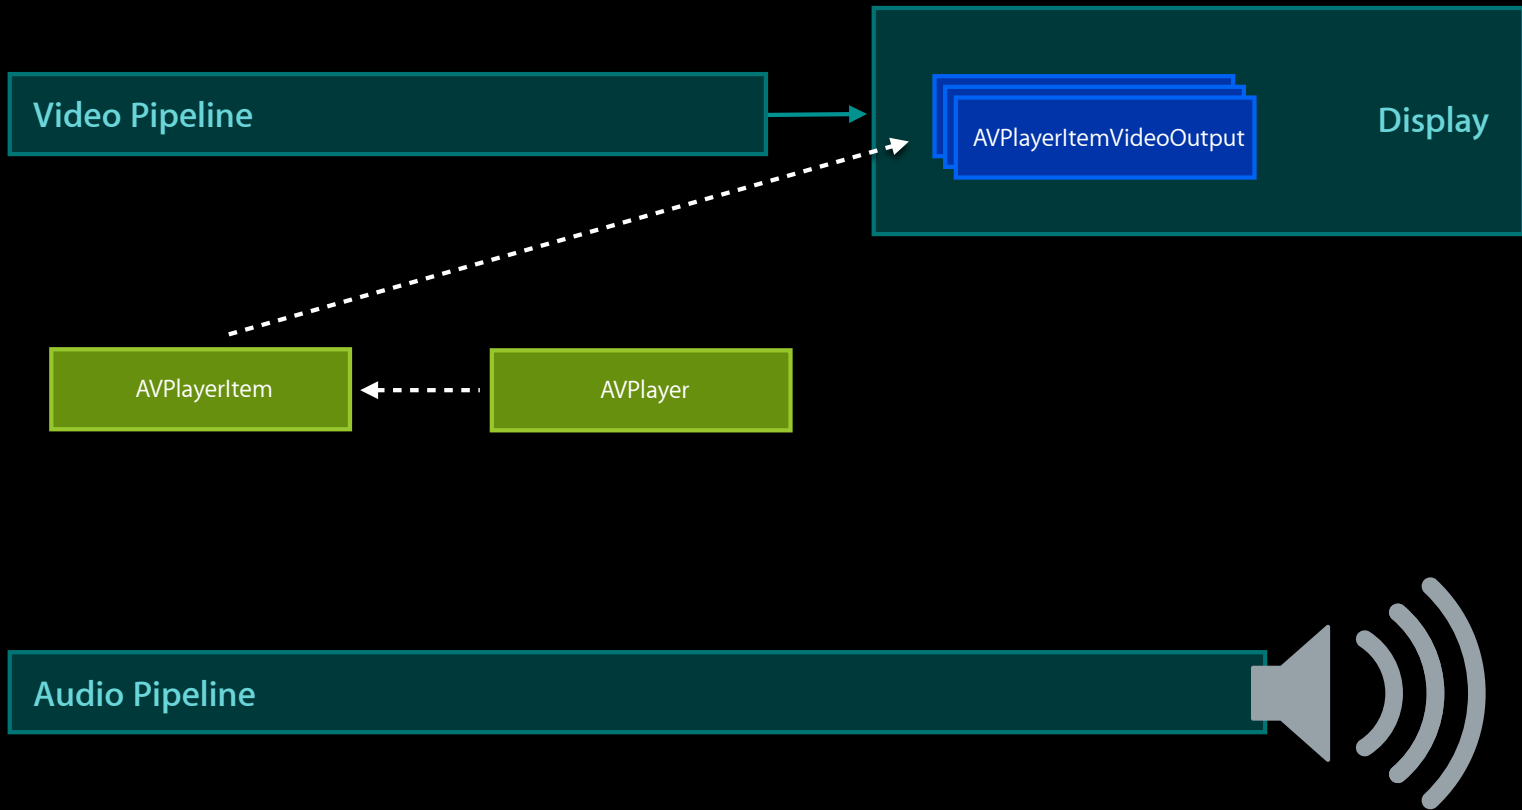 Video Pipeline
Display
AVPlayerItemVideoOutput
AVPlayerItem
AVPlayer
Audio Pipeline